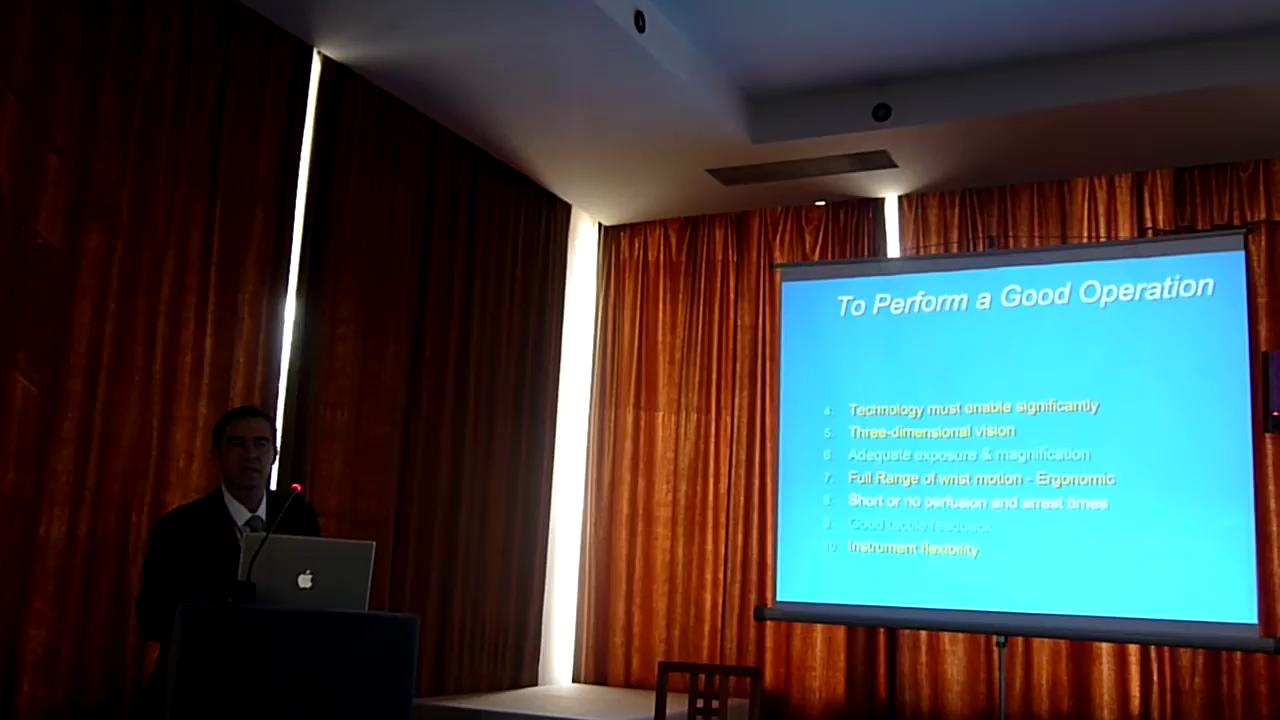 To Perform a Good Operation
4. Technology must enable significantly
5. Three-dimensional vision
6. Adequate exposure & magnification
7. Full Range of wrist motion - Ergonomic
8. Short or no perfusion and arrest times
9. Good tactile feedback
10. Instrument flexibility